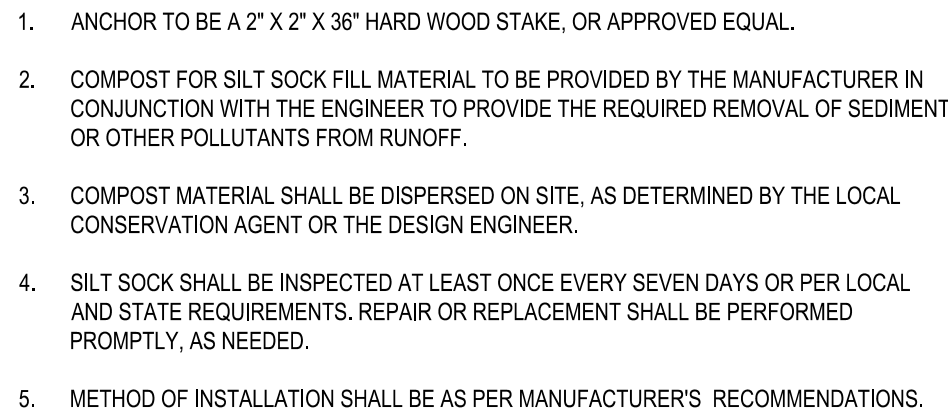 1. ANCHOR TO BE A 2" X 2" X 36" HARD WOOD STAKE, OR APPROVED EQUAL.
2. COMPOST FOR SILT SOCK FILL MATERIAL TO BE PROVIDED BY THE MANUFACTURER IN
CONJUNCTION WITH THE ENGINEER TO PROVIDE THE REQUIRED REMOVAL OF SEDIMENT
OR OTHER POLLUTANTS FROM RUNOFF.
3. COMPOST MATERIAL SHALL BE DISPERSED ON SITE, AS DETERMINED BY THE LOCAL
CONSERVATION AGENT OR THE DESIGN ENGINEER.
4. SILT SOCK SHALL BE INSPECTED AT LEAST ONCE EVERY SEVEN DAYS OR PER LOCAL
AND STATE REQUIREMENTS. REPAIR OR REPLACEMENT SHALL BE PERFORMED
PROMPTLY, AS NEEDED.
5. METHOD OF INSTALLATION SHALL BE AS PER MANUFACTURER'S RECOMMENDATIONS.